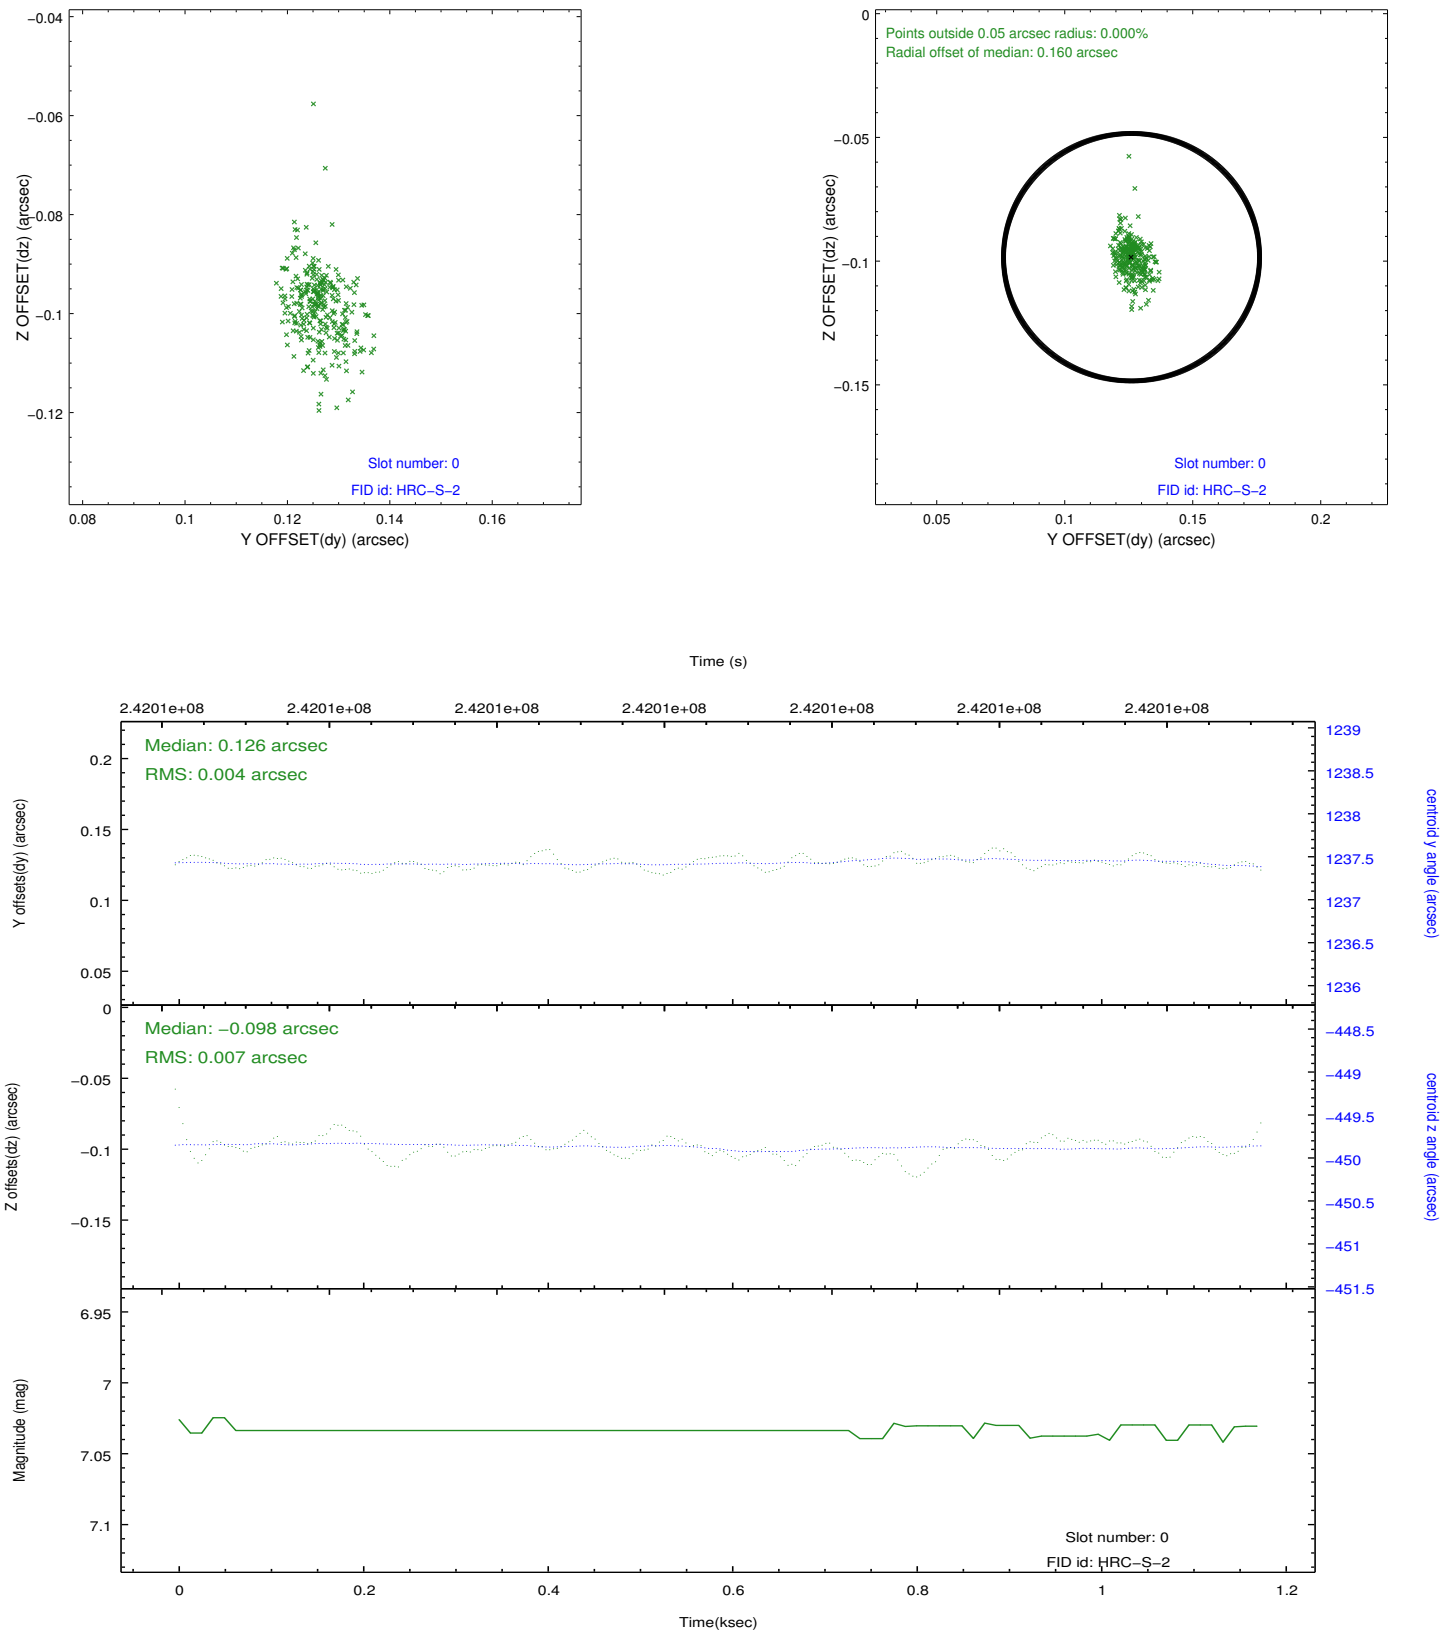 −0.04
−0.06
−0.08
−0.1
−0.12
Z OFFSET(dz) (arcsec)
Slot number: 0
FID id: HRC−S−2
0.08 0.1 0.12 0.14 0.16
Y OFFSET(dy) (arcsec)
0
−0.05
−0.1
−0.15
Z OFFSET(dz) (arcsec)
Points outside 0.05 arcsec radius: 0.000%
Radial offset of median: 0.160 arcsec
Slot number: 0
FID id: HRC−S−2
0.05 0.1 0.15 0.2
Y OFFSET(dy) (arcsec)
Time (s)
2.4201e+08 2.4201e+08 2.4201e+08 2.4201e+08 2.4201e+08 2.4201e+08 2.4201e+08
Median: 0.126 arcsec
RMS: 0.004 arcsec
0.2
0.15
0.1
0.05
Y offsets(dy) (arcsec)
1239
1238.5
1238
1237.5
1237
1236.5
1236
centroid y angle (arcsec)
Median: −0.098 arcsec
RMS: 0.007 arcsec
0
−0.05
−0.1
−0.15
Z offsets(dz) (arcsec)
−448.5
−449
−449.5
−450
−450.5
−451
−451.5
centroid z angle (arcsec)
6.95
7
7.05
7.1
Magnitude (mag)
Slot number: 0
FID id: HRC−S−2
0 0.2 0.4 0.6 0.8 1 1.2
Time(ksec)